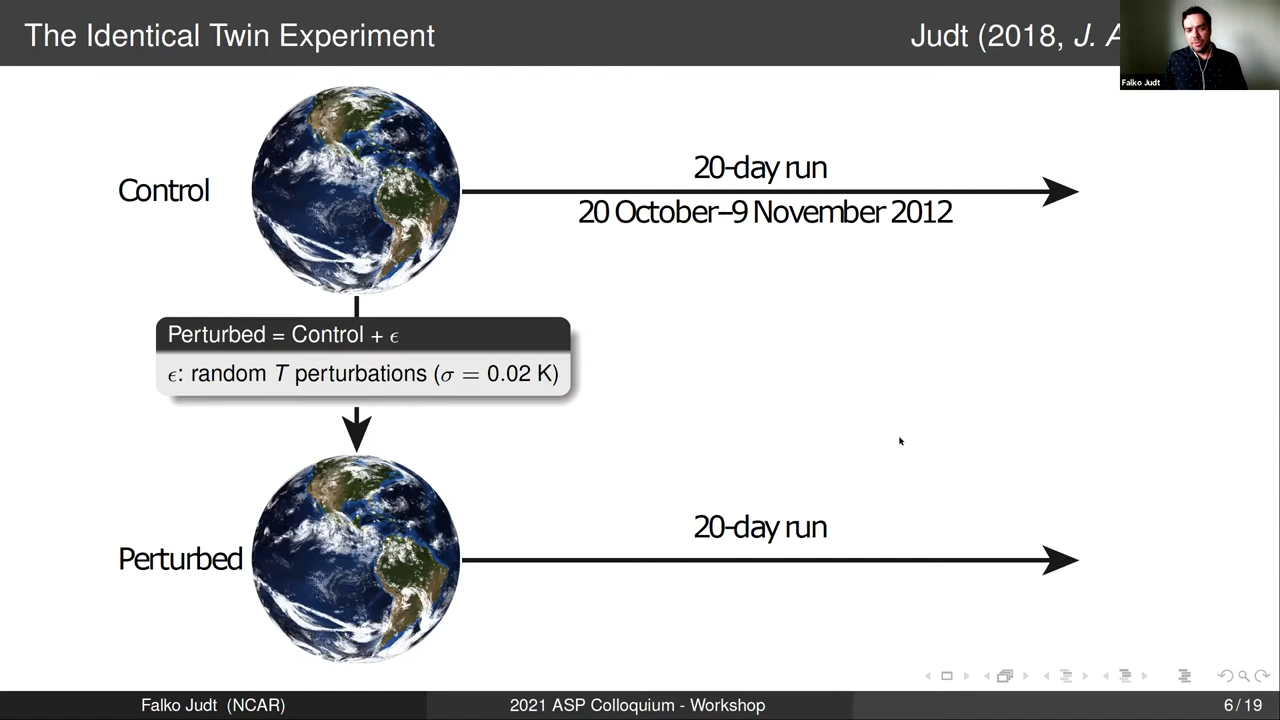 The Identical Twin Experiment
Judt (2018, J. A
Falko Judt
Control
20-day run
20 October–9 November 2012
Perturbed = Control + ϵ
ϵ: random T perturbations (σ = 0.02 K)
Perturbed
20-day run
Falko Judt (NCAR)
2021 ASP Colloquium - Workshop
6 / 19